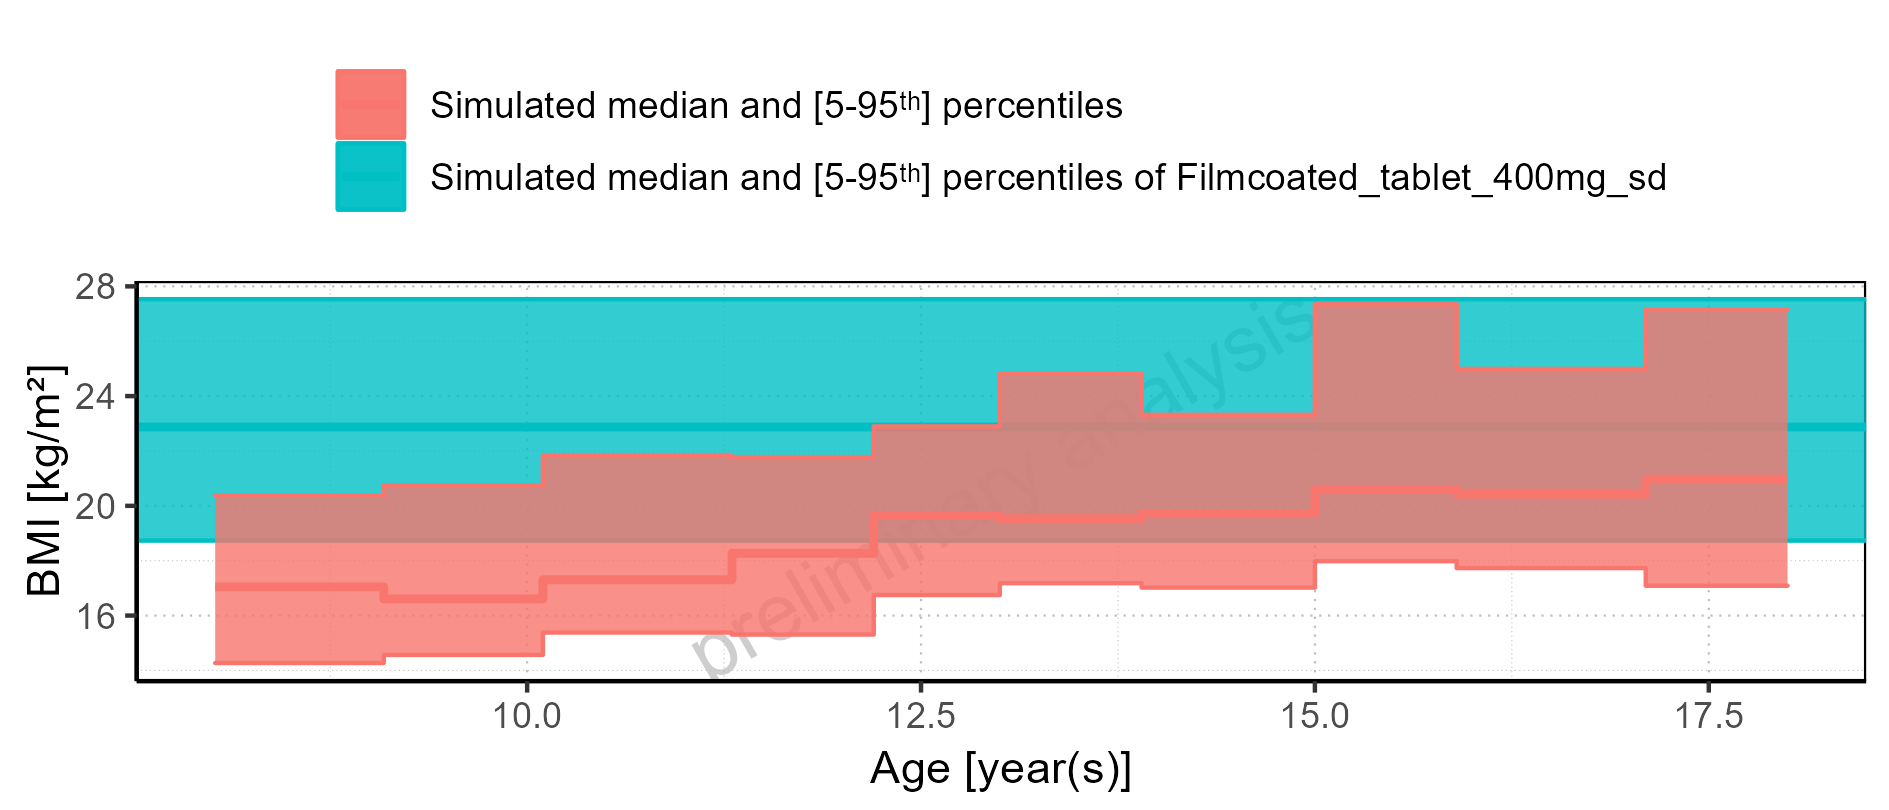 Simulated median and [5-95ᵗʰ] percentiles
Simulated median and [5-95ᵗʰ] percentiles of Filmcoated_tablet_400mg_sd
28
24
20
16
BMI [kg/m²]
preliminary analysis
10.0 12.5 15.0 17.5
Age [year(s)]